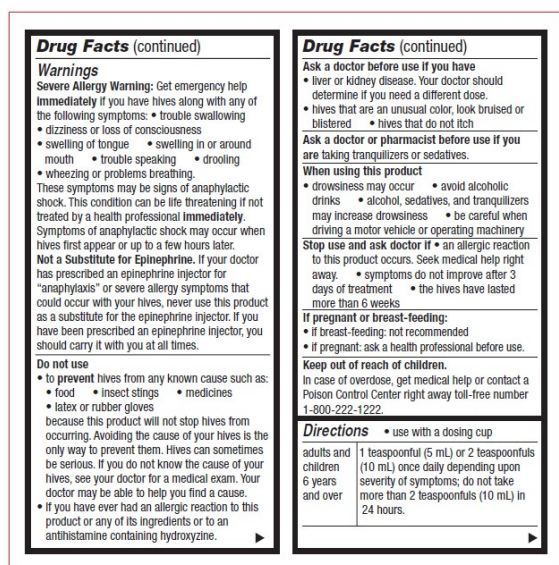 Drug Facts (continued)
Warnings
Severe Allergy Warning: Get emergency help
immediately if you have hives along with any of
the following symptoms: • trouble swallowing
• dizziness or loss of consciousness
• swelling of tongue • swelling in or around
mouth • trouble speaking • drooling
• wheezing or problems breathing.
These symptoms may be signs of anaphylactic
shock. This condition can be life threatening if not
treated by a health professional immediately.
Symptoms of anaphylactic shock may occur when
hives first appear or up to a few hours later.
Not a Substitute for Epinephrine. If your doctor
has prescribed an epinephrine injector for
“anaphylaxis” or severe allergy symptoms that
could occur with your hives, never use this product
as a substitute for the epinephrine injector. If you
have been prescribed an epinephrine injector, you
should carry it with you at all times.
Do not use
• to prevent hives from any known cause such as:
• food • insect stings • medicines
• latex or rubber gloves
because this product will not stop hives from
occurring. Avoiding the cause of your hives is the
only way to prevent them. Hives can sometimes
be serious. If you do not know the cause of your
hives, see your doctor for a medical exam. Your
doctor may be able to help you find a cause.
• If you have ever had an allergic reaction to this
product or any of its ingredients or to an
antihistamine containing hydroxyzine.
Drug Facts (continued)
Ask a doctor before use if you have
• liver or kidney disease. Your doctor should
determine if you need a different dose.
• hives that are an unusual color, look bruised or
blistered • hives that do not itch
Ask a doctor or pharmacist before use if you
are taking tranquilizers or sedatives.
When using this product
• drowsiness may occur • avoid alcoholic
drinks • alcohol, sedatives, and tranquilizers
may increase drowsiness • be careful when
driving a motor vehicle or operating machinery
Stop use and ask doctor if • an allergic reaction
to this product occurs. Seek medical help right
away. • symptoms do not improve after 3
days of treatment • the hives have lasted
more than 6 weeks
If pregnant or breast-feeding:
• if breast-feeding: not recommended
• if pregnant: ask a health professional before use.
Keep out of reach of children.
In case of overdose, get medical help or contact a
Poison Control Center right away toll-free number
1-800-222-1222.
Directions • use with a dosing cup
adults and children 6 years and over
1 teaspoonful (5 mL) or 2 teaspoonfuls
(10 mL) once daily depending upon
severity of symptoms; do not take
more than 2 teaspoonfuls (10 mL) in
24 hours.